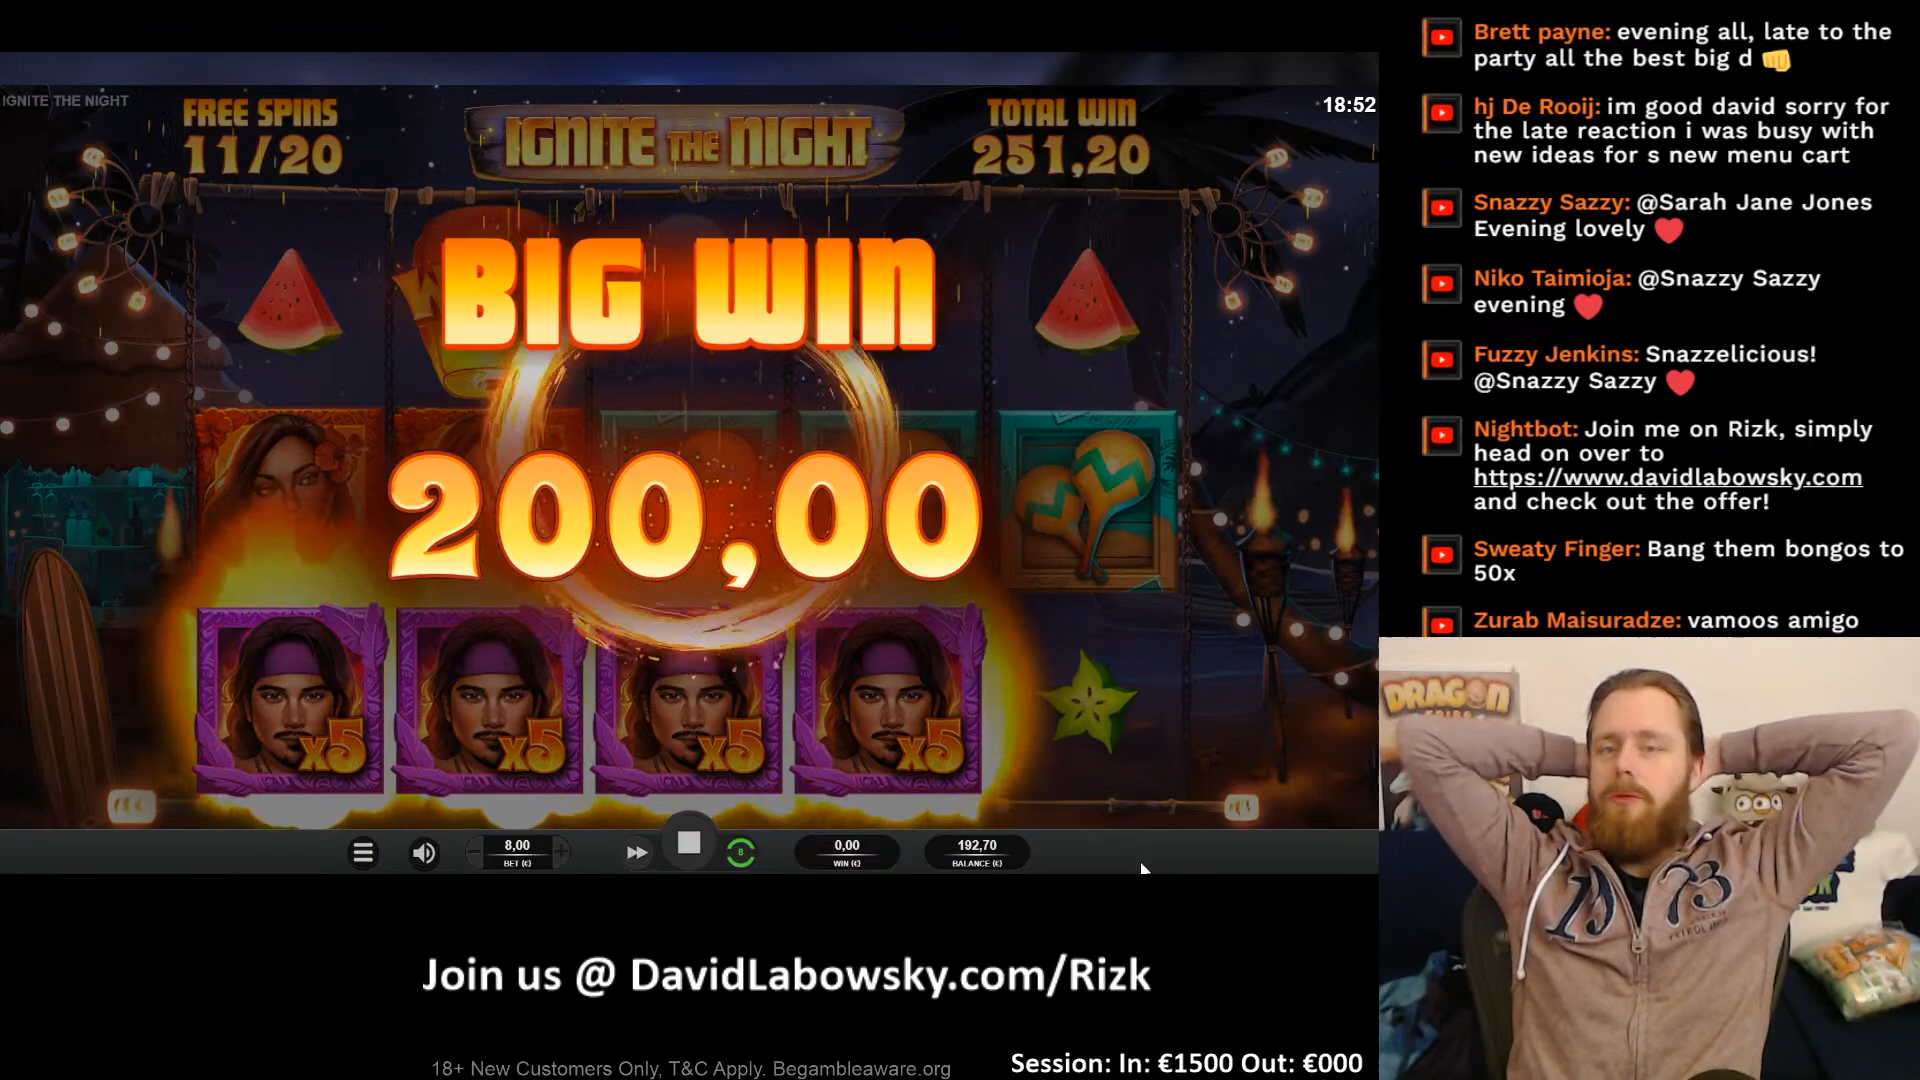 IGNITE THE NIGHT
FREE SPINS
11/20
IGNITE THE NIGHT
TOTAL WIN
251,20
18:52
BIG WIN
200,00
x5
x5
x5
x5
8,00
BET (€)
8
0,00
WIN (€)
192,70
BALANCE (€)
Join us @ DavidLabowsky.com/Rizk
18+ New Customers Only, T&C Apply. Begambleaware.org
Session: In: €1500 Out: €000
Brett payne: evening all, late to the
party all the best big d
hj De Rooij: im good david sorry for
the late reaction i was busy with
new ideas for s new menu cart
Snazzy Sazzy: @Sarah Jane Jones
Evening lovely
Niko Taimioja: @Snazzy Sazzy
evening
Fuzzy Jenkins: Snazzelicious!
@Snazzy Sazzy
Nightbot: Join me on Rizk, simply
head on over to
https://www.davidlabowsky.com
and check out the offer!
Sweaty Finger: Bang them bongos to
50x
Zurab Maisuradze: vamoos amigo
DRAGON
19 73